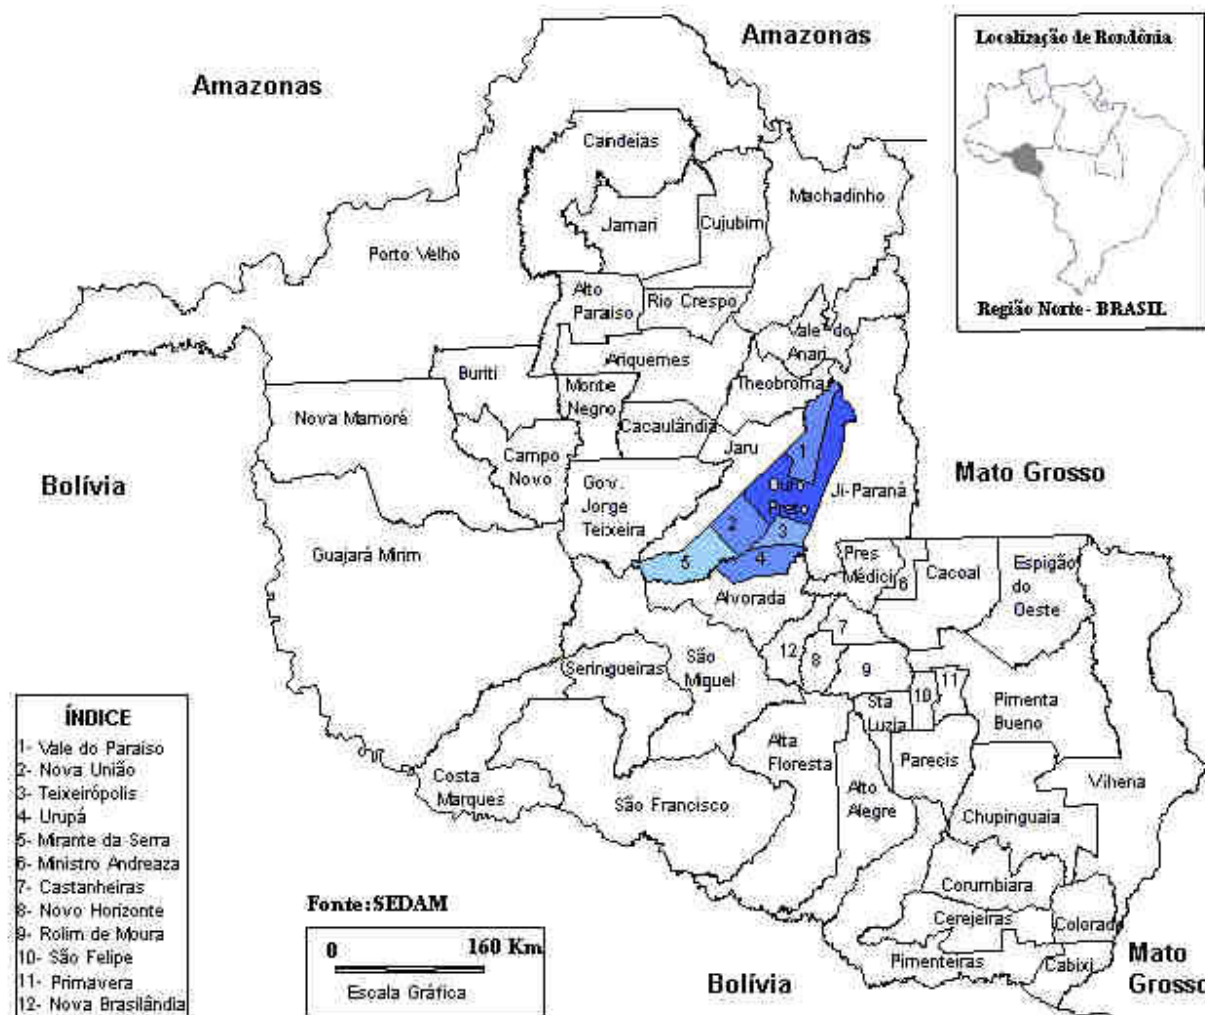 Amazonas
Amazonas
Localização de Rondônia
Região Norte - BRASIL
Candeias
Machadinho
Jamari
Cujubim
Porto Velho
Alto
Paraiso
Rio Crespo
Vale do
Anari
Ariquemes
Buriti
Monte
Negro
Theobroma
Nova Mamoré
Cacaulândia
Jaru
1
Campo
Novo
Mato Grosso
Bolívia
Gov.
Jorge
Teixeira
Ouro
Preto
Ji-Paraná
2
3
Guajará Mirim
5
4
Pres
Médici
6
Cacoal
Espigão
do
Oeste
Alvorada
7
12
8
9
Seringueiras
São
Miguel
10
11
Sta
Luzia
Pimenta
Bueno
Alta
Floresta
Parecis
Costa
Marques
São Francisco
Alto
Alegre
Vilhena
Chupinguaia
Corumbiara
Cerejeiras
Colorado
Pimenteiras
Cabixi
Mato
Grosso
Bolívia
ÍNDICE
1- Vale do Paraiso
2- Nova União
3- Teixeirópolis
4- Urupá
5- Mirante da Serra
6- Ministro Andreaza
7- Castanheiras
8- Novo Horizonte
9- Rolim de Moura
10- São Felipe
11- Primavera
12- Nova Brasilândia
Fonte:SEDAM
0 160 Km
Escala Gráfica